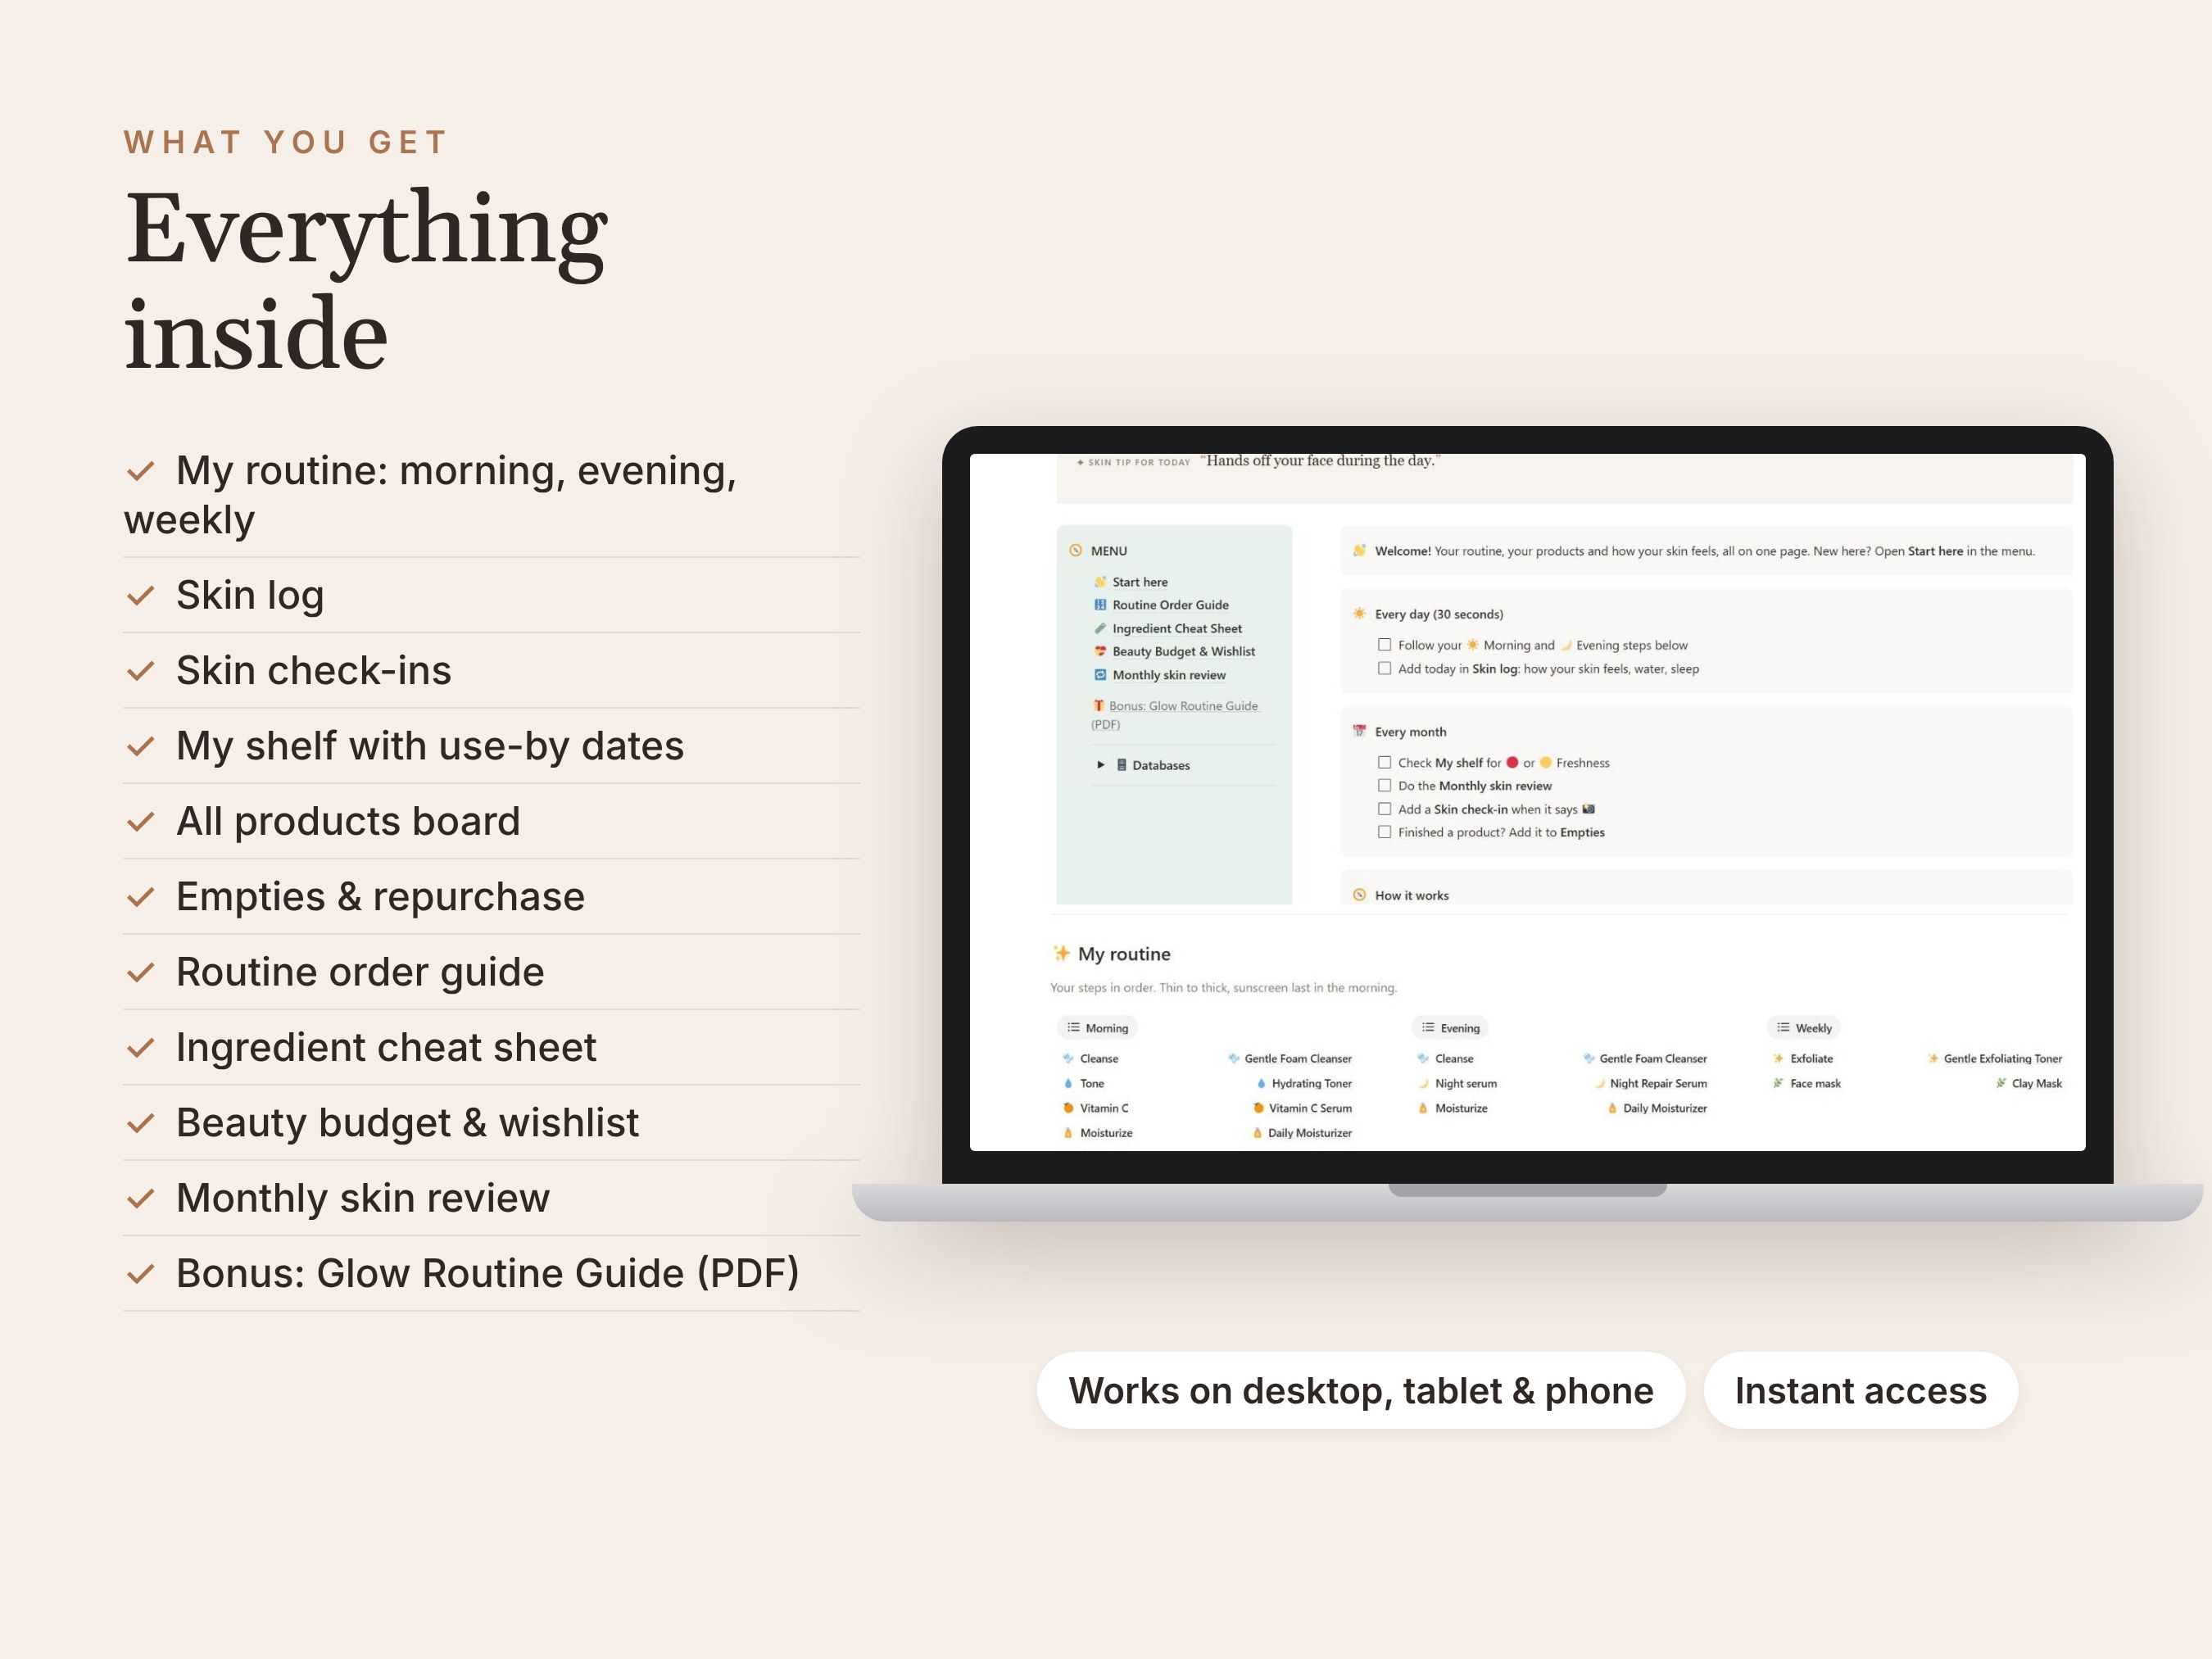 WHAT YOU GET
Everything
inside
My routine: morning, evening,
weekly
Skin log
Skin check-ins
My shelf with use-by dates
All products board
Empties & repurchase
Routine order guide
Ingredient cheat sheet
Beauty budget & wishlist
Monthly skin review
Bonus: Glow Routine Guide (PDF)
SKIN TIP FOR TODAY "Hands off your face during the day."
MENU
Start here
Routine Order Guide
Ingredient Cheat Sheet
Beauty Budget & Wishlist
Monthly skin review
Bonus: Glow Routine Guide
(PDF)
Databases
Welcome! Your routine, your products and how your skin feels, all on one page. New here? Open Start here in the menu.
Every day (30 seconds)
Follow your Morning and Evening steps below
Add today in Skin log: how your skin feels, water, sleep
Every month
Check My shelf for or Freshness
Do the Monthly skin review
Add a Skin check-in when it says
Finished a product? Add it to Empties
How it works
My routine
Your steps in order. Thin to thick, sunscreen last in the morning.
Morning
Cleanse Gentle Foam Cleanser
Tone Hydrating Toner
Vitamin C Vitamin C Serum
Moisturize Daily Moisturizer
Evening
Cleanse Gentle Foam Cleanser
Night serum Night Repair Serum
Moisturize Daily Moisturizer
Weekly
Exfoliate Gentle Exfoliating Toner
Face mask Clay Mask
Works on desktop, tablet & phone
Instant access